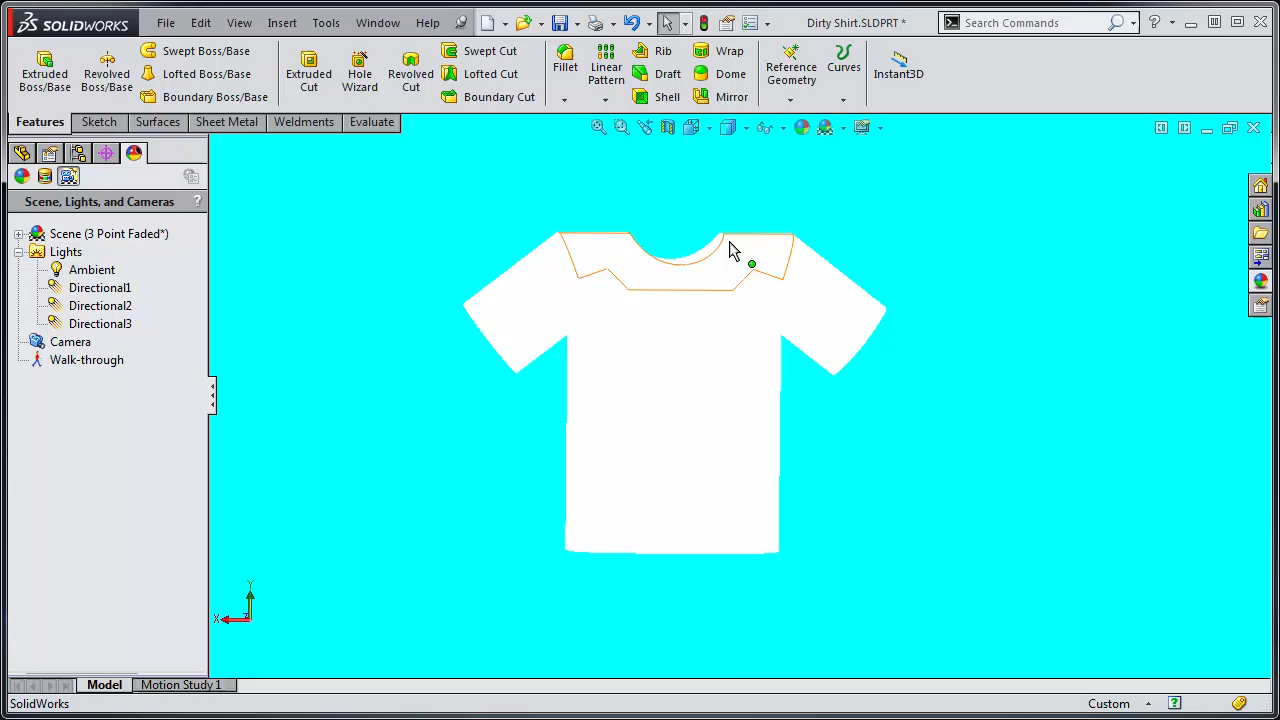 SOLIDWORKS File Edit View Insert Tools Window Help Dirty Shirt.SLDPRT * Search Commands ?
Extruded Boss/Base
Revolved Boss/Base
Swept Boss/Base
Lofted Boss/Base
Boundary Boss/Base
Extruded Cut
Hole Wizard
Revolved Cut
Swept Cut
Lofted Cut
Boundary Cut
Fillet
Linear Pattern
Rib
Draft
Shell
Wrap
Dome
Mirror
Reference Geometry
Curves
Instant3D
Features Sketch Surfaces Sheet Metal Weldments Evaluate
Scene, Lights, and Cameras ?
Scene (3 Point Faded*)
Lights
Ambient
Directional1
Directional2
Directional3
Camera
Walk-through
Y
X
Model Motion Study 1
SolidWorks Custom ?